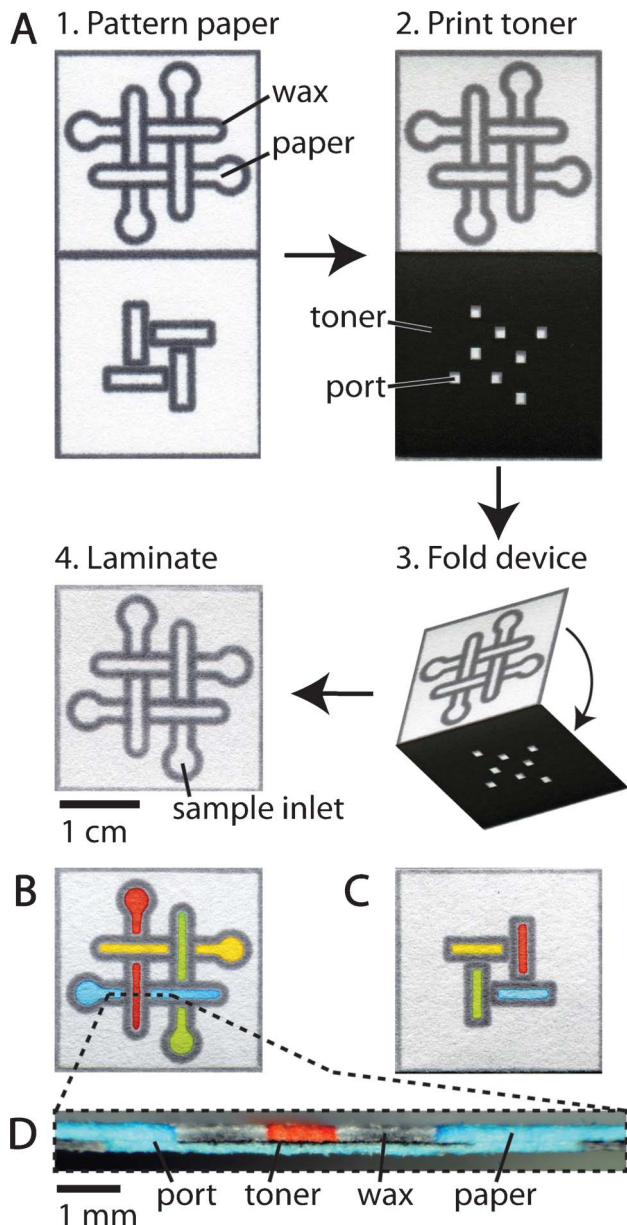 A
1. Pattern paper
2. Print toner
wax
paper
toner
port
4. Laminate
3. Fold device
sample inlet
1 cm
B
C
D
port
toner
wax
paper
1 mm